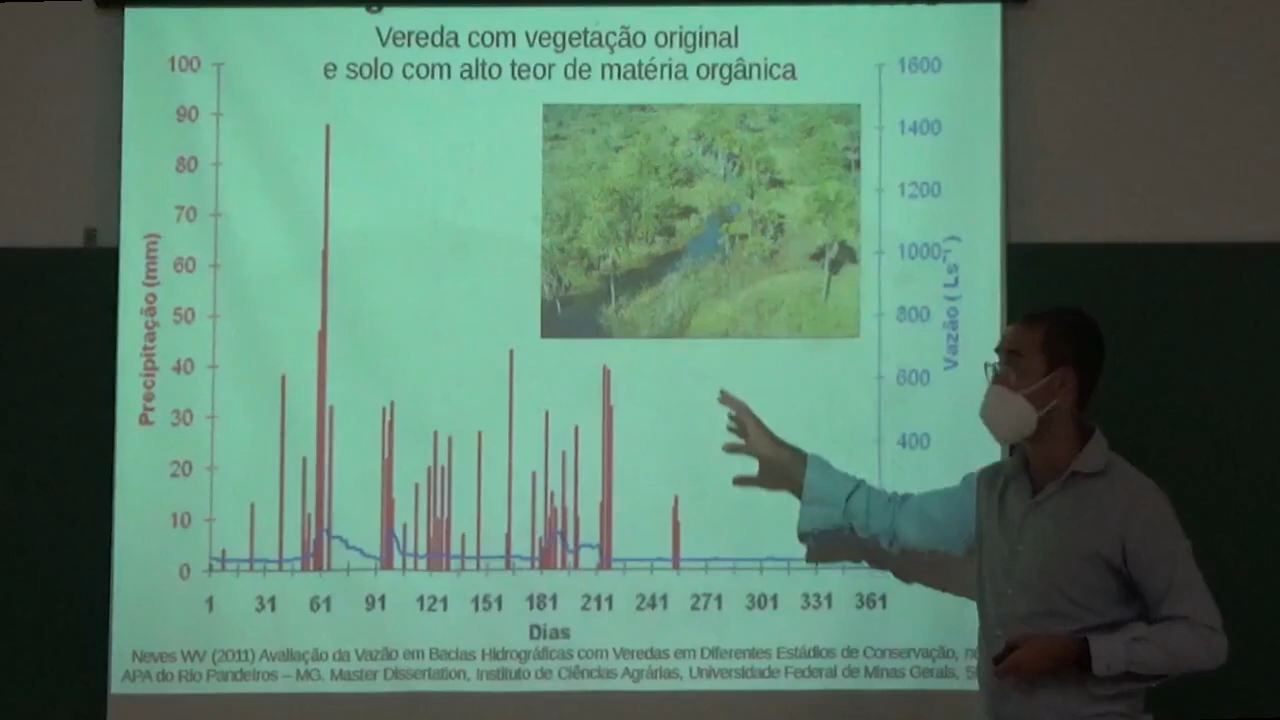 Vereda com vegetação original
e solo com alto teor de matéria orgânica
100
90
80
70
60
50
40
30
20
10
0
Precipitação (mm)
1600
1400
1200
1000
800
600
400
Vazão ( Ls⁻¹)
1 31 61 91 121 151 181 211 241 271 301 331 361
Dias
Neves WV (2011) Avaliação da Vazão em Bacias Hidrográficas com Veredas em Diferentes Estádios de Conservação,
APA do Rio Pandeiros – MG. Master Dissertation, Instituto de Ciências Agrárias, Universidade Federal de Minas Gerais,